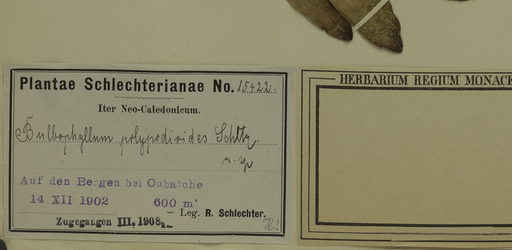 Plantae Schlechterianae No. 15422.
Iter Neo-Caledonicum.
Bulbophyllum polypodioides Schltr.
n. sp.
Auf den Bergen bei Oubatche
14 XII 1902 600 m
Leg. R. Schlechter.
Zugegangen III. 1908.
HERBARIUM REGIUM MONACE